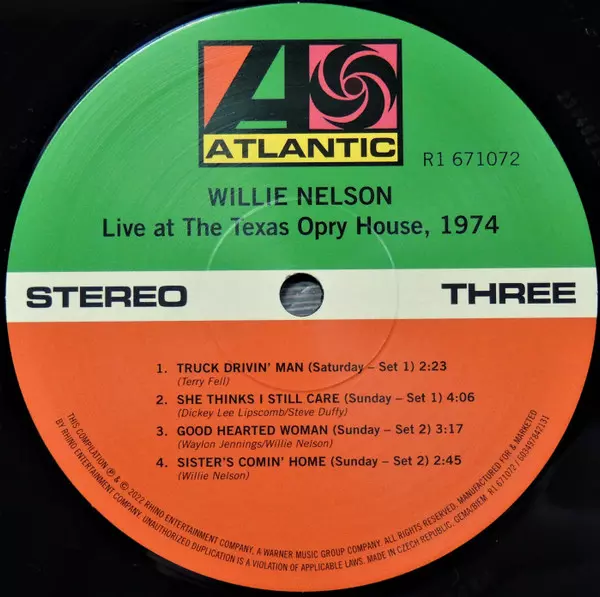 ATLANTIC
R1 671072
WILLIE NELSON
Live at The Texas Opry House, 1974
STEREO
THREE
1. TRUCK DRIVIN' MAN (Saturday – Set 1) 2:23
(Terry Fell)
2. SHE THINKS I STILL CARE (Sunday – Set 1) 4:06
(Dickey Lee Lipscomb/Steve Duffy)
3. GOOD HEARTED WOMAN (Sunday – Set 2) 3:17
(Waylon Jennings/Willie Nelson)
4. SISTER'S COMIN' HOME (Sunday – Set 2) 2:45
(Willie Nelson)
THIS COMPILATION ℗ & © 2022 RHINO ENTERTAINMENT COMPANY, A WARNER MUSIC GROUP COMPANY. ALL RIGHTS RESERVED. MANUFACTURED FOR & MARKETED
BY RHINO ENTERTAINMENT COMPANY. UNAUTHORIZED DUPLICATION IS A VIOLATION OF APPLICABLE LAWS. MADE IN CZECH REPUBLIC. GEMA/BIEM R1 671072 / 603497842131